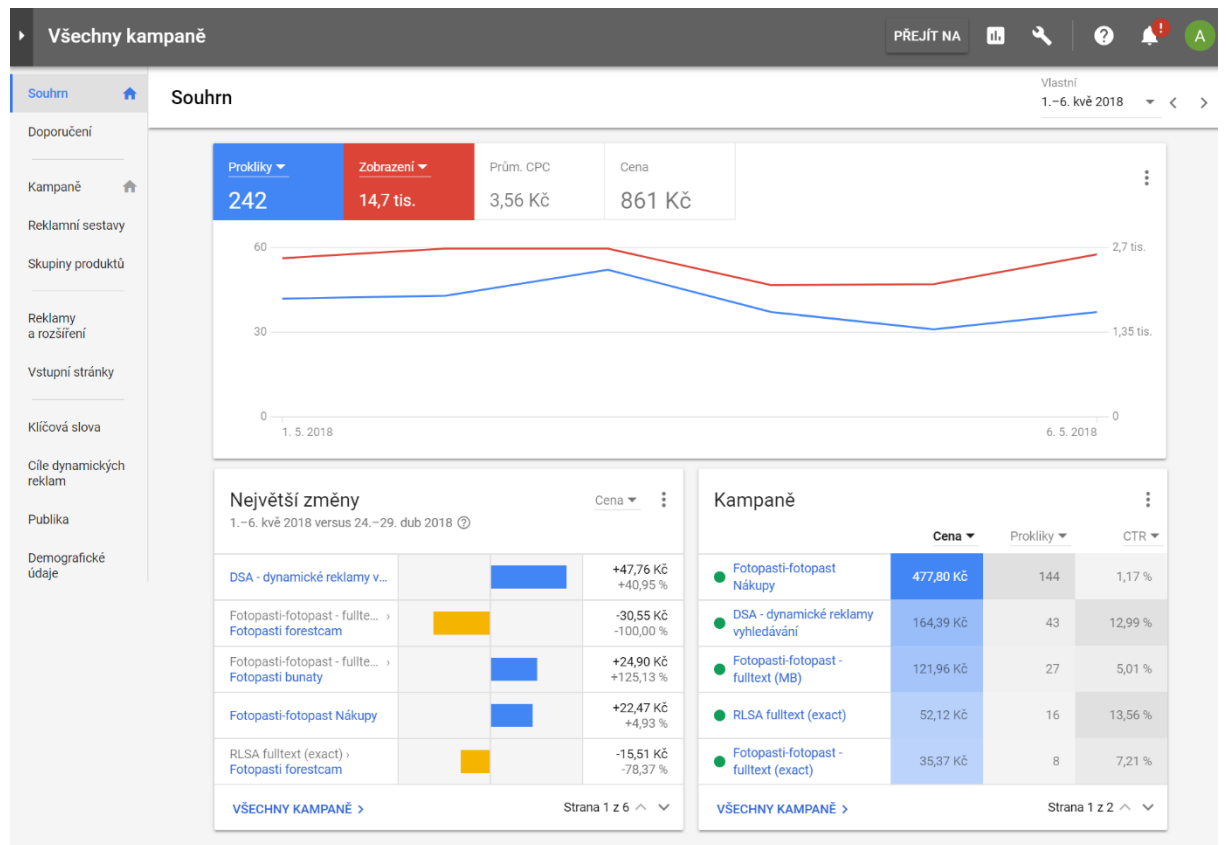 Všechny kampaně
PŘEJÍT NA
!
A
Souhrn
Doporučení
Kampaně
Reklamní sestavy
Skupiny produktů
Reklamy
a rozšíření
Vstupní stránky
Klíčová slova
Cíle dynamických
reklam
Publika
Demografické
údaje
Souhrn
Vlastní
1.–6. kvě 2018
Prokliky
242
Zobrazení
14,7 tis.
Prům. CPC
3,56 Kč
Cena
861 Kč
60
2,7 tis.
30
1,35 tis.
0
0
1. 5. 2018
6. 5. 2018
Největší změny
Cena
1.–6. kvě 2018 versus 24.–29. dub 2018
DSA - dynamické reklamy v...
+47,76 Kč
+40,95 %
Fotopasti-fotopast - fullte... ›
Fotopasti forestcam
-30,55 Kč
-100,00 %
Fotopasti-fotopast - fullte... ›
Fotopasti bunaty
+24,90 Kč
+125,13 %
Fotopasti-fotopast Nákupy
+22,47 Kč
+4,93 %
RLSA fulltext (exact) ›
Fotopasti forestcam
-15,51 Kč
-78,37 %
VŠECHNY KAMPANĚ >
Strana 1 z 6
Kampaně
Cena Prokliky CTR
Fotopasti-fotopast
Nákupy
477,80 Kč 144 1,17 %
DSA - dynamické reklamy
vyhledávání
164,39 Kč 43 12,99 %
Fotopasti-fotopast -
fulltext (MB)
121,96 Kč 27 5,01 %
RLSA fulltext (exact)
52,12 Kč 16 13,56 %
Fotopasti-fotopast -
fulltext (exact)
35,37 Kč 8 7,21 %
VŠECHNY KAMPANĚ >
Strana 1 z 2